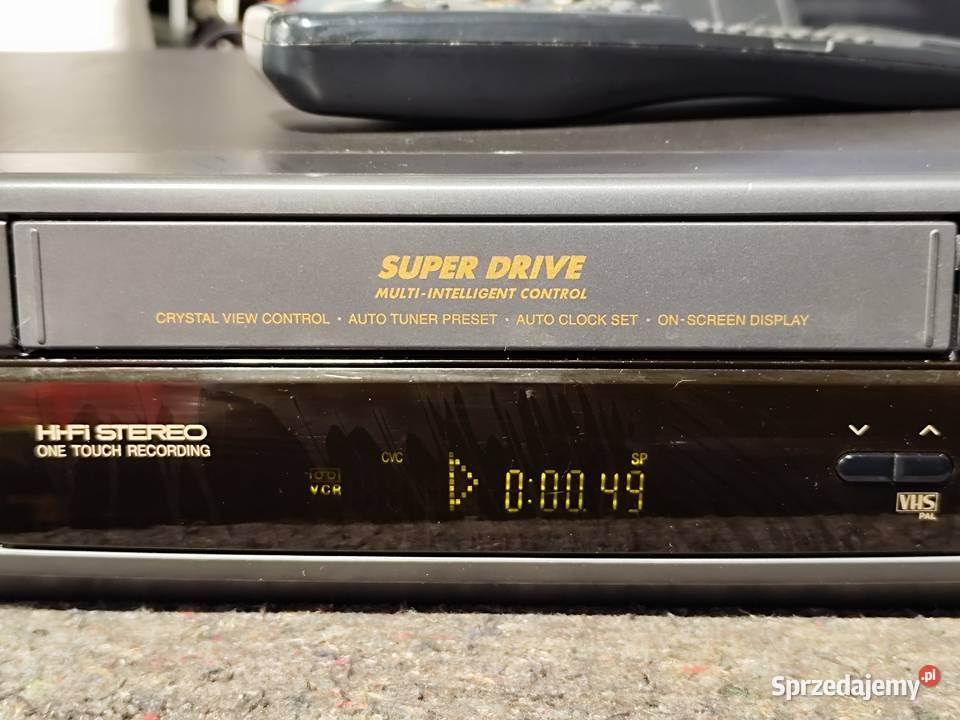 SUPER DRIVE
MULTI-INTELLIGENT CONTROL
CRYSTAL VIEW CONTROL · AUTO TUNER PRESET · AUTO CLOCK SET · ON-SCREEN DISPLAY
Hi-Fi STEREO
ONE TOUCH RECORDING
VCR
CVC
0:00.49
SP
VHS
PAL
Sprzedajemy.pl